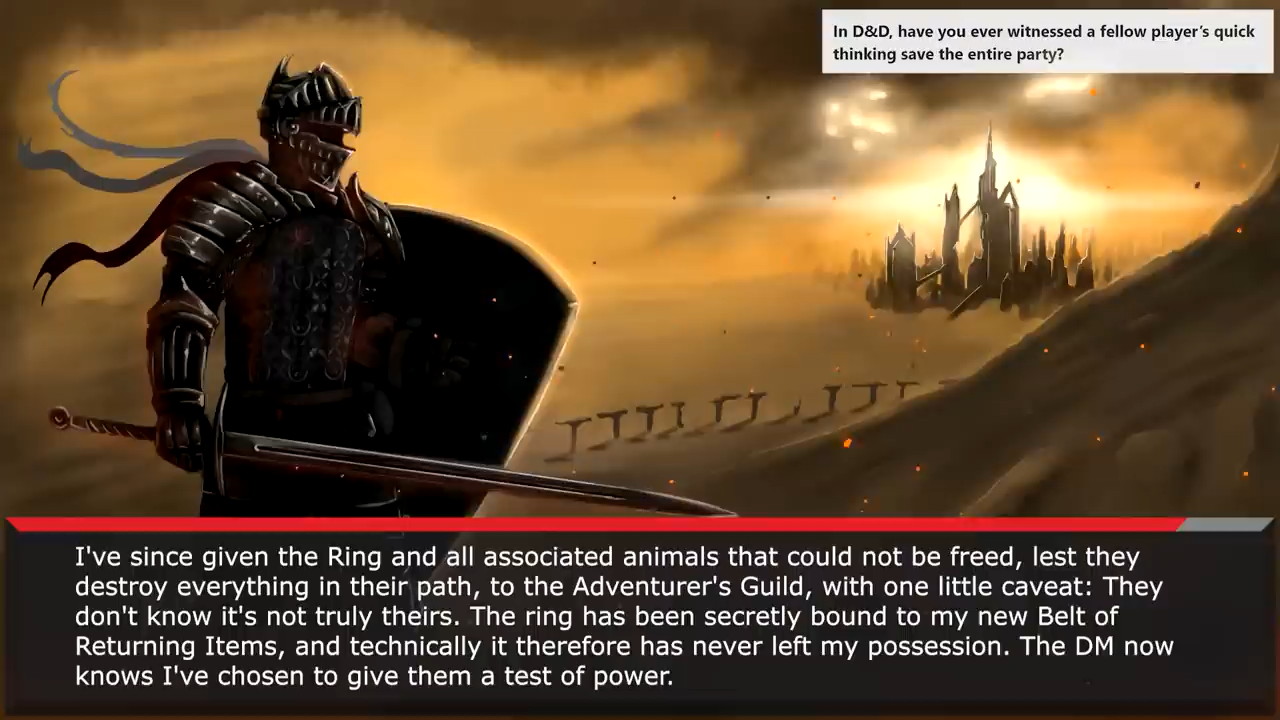 In D&D, have you ever witnessed a fellow player's quick
thinking save the entire party?
I've since given the Ring and all associated animals that could not be freed, lest they
destroy everything in their path, to the Adventurer's Guild, with one little caveat: They
don't know it's not truly theirs. The ring has been secretly bound to my new Belt of
Returning Items, and technically it therefore has never left my possession. The DM now
knows I've chosen to give them a test of power.